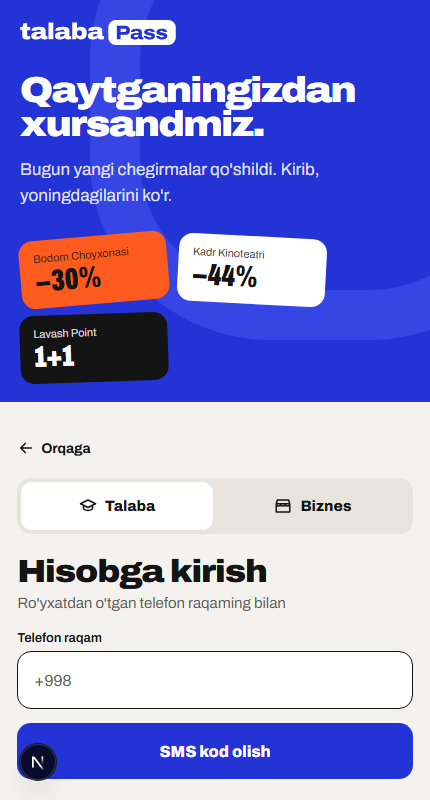 talaba Pass
Qaytganingizdan
xursandmiz.
Bugun yangi chegirmalar qo'shildi. Kirib,
yoningdagilarini ko'r.
Bodom Choyxonasi
−30%
Kadr Kinoteatri
−44%
Lavash Point
1+1
← Orqaga
Talaba
Biznes
Hisobga kirish
Ro'yxatdan o'tgan telefon raqaming bilan
Telefon raqam
+998
SMS kod olish
N